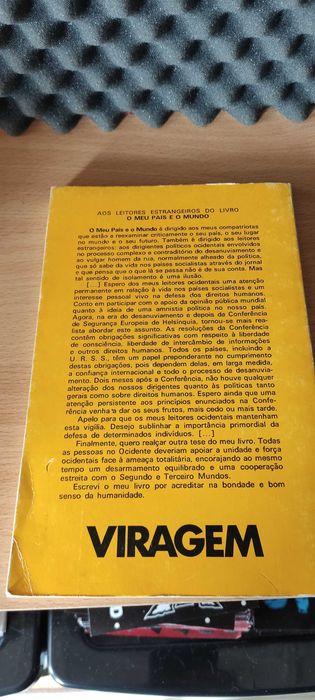 AOS LEITORES ESTRANGEIROS DO LIVRO
O MEU PAÍS E O MUNDO
O Meu País e o Mundo é dirigido aos meus compatriotas
que estão a reexaminar criticamente o seu país, o seu lugar
no mundo e o seu futuro. Também é dirigido aos leitores
estrangeiros: aos dirigentes políticos ocidentais envolvidos
no processo complexo e contraditório do desanuviamento e
ao vulgar homem da rua, normalmente alheado da política,
que só sabe da vida nos países socialistas através do jornal
e que pensa que o que lá se passa não é de sua conta. Mas
tal sentimento de isolamento é uma ilusão.
[...] Espero dos meus leitores ocidentais uma atenção
permanente em relação à vida nos países socialistas e um
interesse pessoal vivo na defesa dos direitos humanos.
Conto em particular com o apoio da opinião pública mundial
quanto à ideia de uma amnistia política no nosso país.
Agora, na era do desanuviamento e depois da Conferência
de Segurança Europeia de Helsínquia, tornou-se mais rea-
lista abordar este assunto. As resoluções da Conferência
contêm obrigações significativas com respeito à liberdade
de consciência, liberdade de intercâmbio de informações
e outros direitos humanos. Todos os países, incluindo a
U. R. S. S., têm um papel preponderante no cumprimento
destas obrigações, pois dependem delas, em larga medida,
a confiança internacional e todo o processo de desanuvia-
mento. Dois meses após a Conferência, não houve qualquer
alteração dos nossos dirigentes quanto às políticas tanto
gerais como sobre direitos humanos. Espero ainda que uma
atenção persistente aos princípios enunciados na Confe-
rência venha a dar os seus frutos, mais cedo ou mais tarde.
Apelo para que os meus leitores ocidentais mantenham
esta vigília. Desejo sublinhar a importância primordial da
defesa de determinados indivíduos. [...]
Finalmente, quero realçar outra tese do meu livro. Todas
as pessoas no Ocidente deveriam apoiar a unidade e força
ocidentais face à ameaça totalitária, encorajando ao mesmo
tempo um desarmamento equilibrado e uma cooperação
estreita com o Segundo e Terceiro Mundos.
Escrevi o meu livro por acreditar na bondade e bom
senso da humanidade.
VIRAGEM